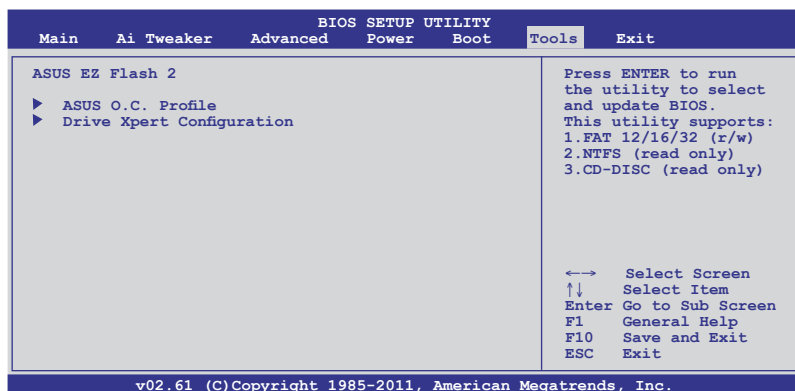 BIOS SETUP UTILITY
Main Ai Tweaker Advanced Power Boot Tools Exit
ASUS EZ Flash 2
ASUS O.C. Profile
Drive Xpert Configuration
Press ENTER to run
the utility to select
and update BIOS.
This utility supports:
1.FAT 12/16/32 (r/w)
2.NTFS (read only)
3.CD-DISC (read only)
←→ Select Screen
↑↓ Select Item
Enter Go to Sub Screen
F1 General Help
F10 Save and Exit
ESC Exit
v02.61 (C)Copyright 1985-2011, American Megatrends, Inc.